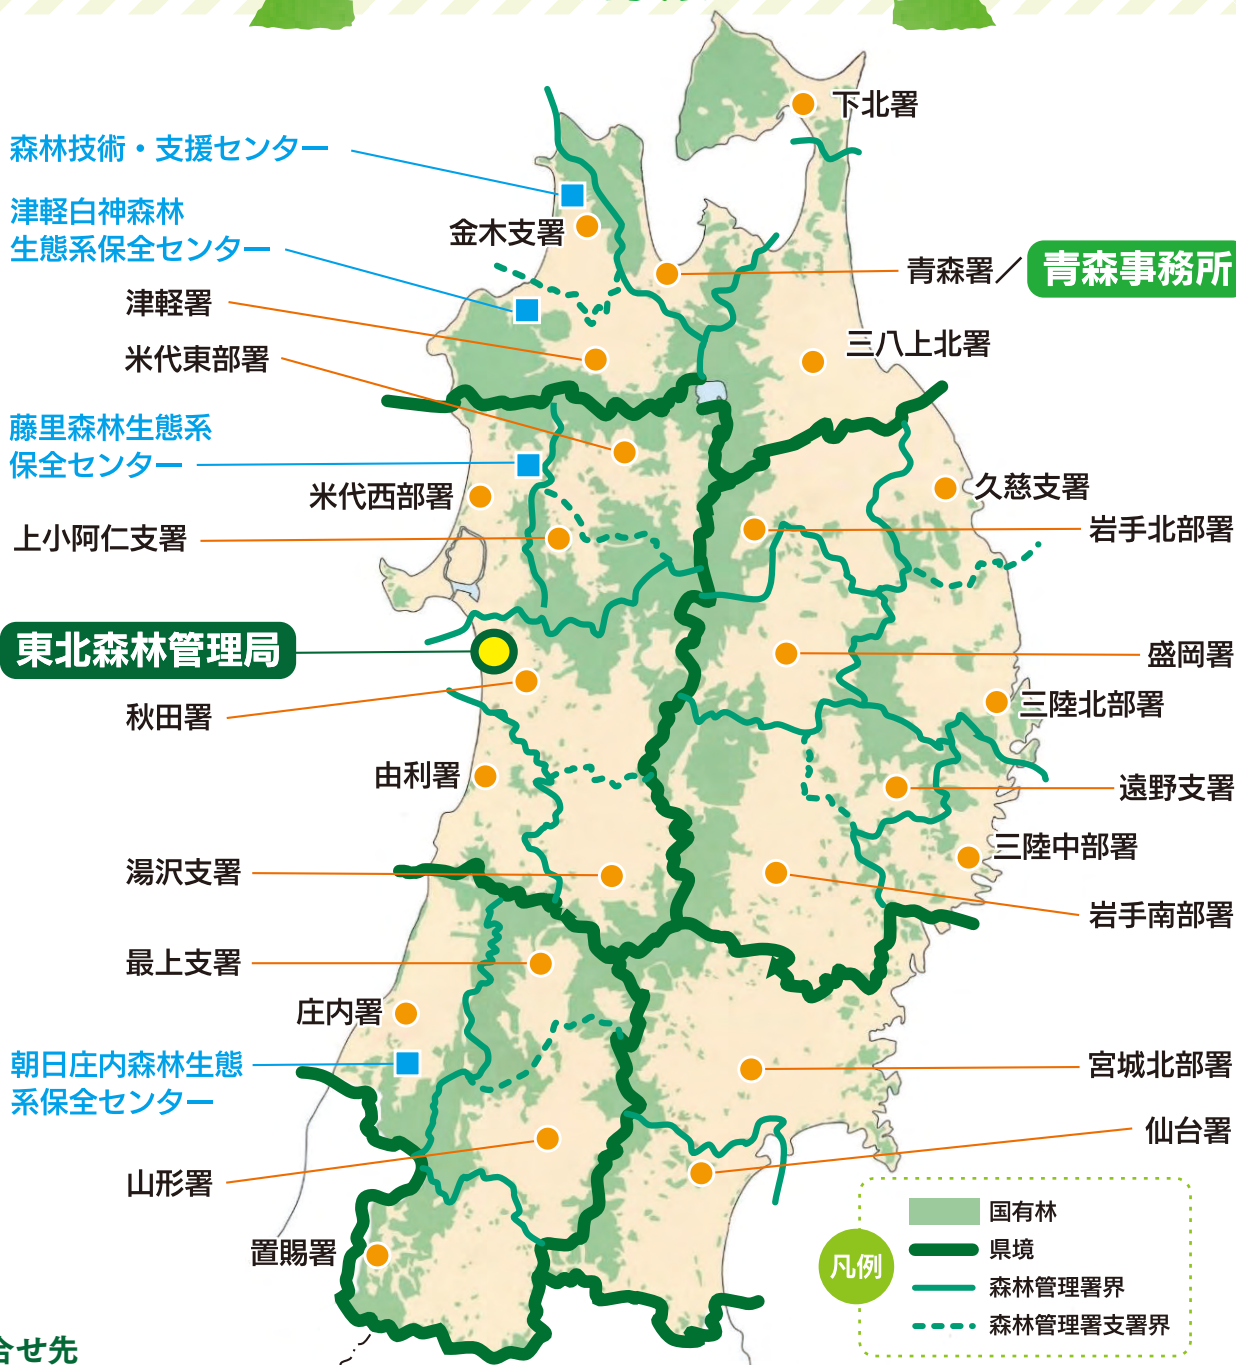 下北署
森林技術・支援センター
津軽白神森林
生態系保全センター
金木支署
青森署／
青森事務所
津軽署
三八上北署
米代東部署
藤里森林生態系
保全センター
米代西部署
久慈支署
上小阿仁支署
岩手北部署
東北森林管理局
盛岡署
秋田署
三陸北部署
由利署
遠野支署
三陸中部署
湯沢支署
岩手南部署
最上支署
庄内署
朝日庄内森林生態
系保全センター
宮城北部署
仙台署
山形署
置賜署
凡例
国有林
県境
森林管理署界
森林管理署支署界
合せ先